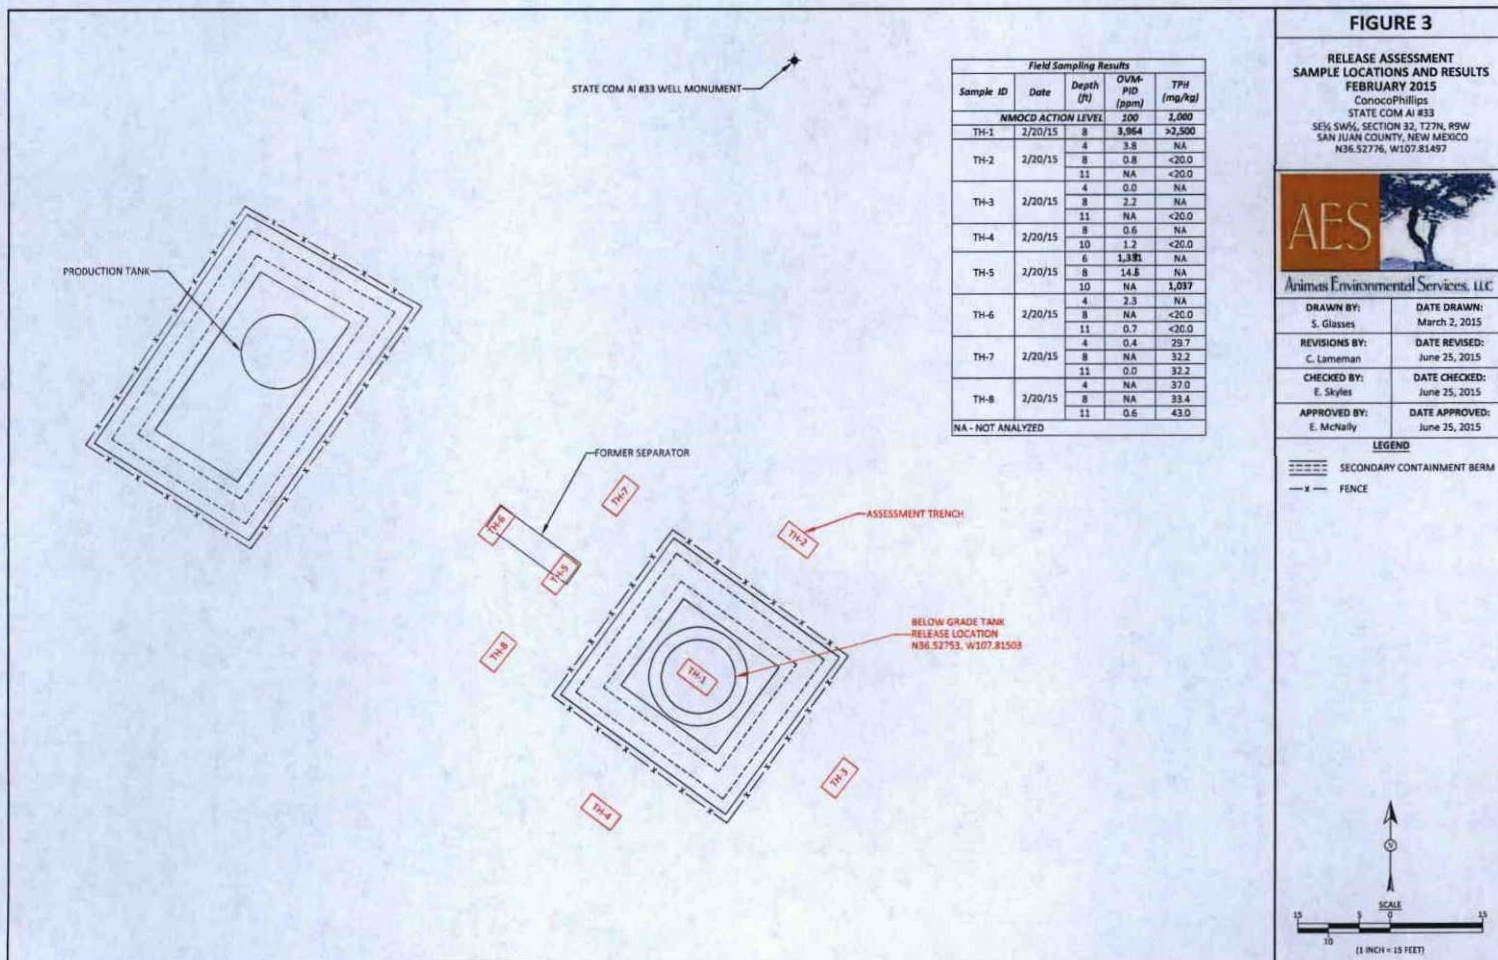 STATE COM AI #33 WELL MONUMENT
PRODUCTION TANK
FORMER SEPARATOR
TH-7
TH-6
TH-5
TH-2
ASSESSMENT TRENCH
TH-8
BELOW GRADE TANK
RELEASE LOCATION
N36.52753, W107.81503
TH-1
TH-3
TH-4
Field Sampling Results
Sample ID Date Depth (ft) OVM-PID (ppm) TPH (mg/kg)
NMOCD ACTION LEVEL 100 1,000
TH-1 2/20/15 8 3,964 >2,500
TH-2 2/20/15 4 3.8 NA
8 0.8 <20.0
11 NA <20.0
TH-3 2/20/15 4 0.0 NA
8 2.2 NA
11 NA <20.0
TH-4 2/20/15 8 0.6 NA
10 1.2 <20.0
TH-5 2/20/15 6 NA
8 NA
10 NA 1,037
TH-6 2/20/15 4 2.3 NA
8 NA <20.0
11 0.7 <20.0
TH-7 2/20/15 4 0.4 29.7
8 NA 32.2
11 0.0 32.2
TH-8 2/20/15 4 NA 37.0
8 NA 33.4
11 0.6 43.0
NA - NOT ANALYZED
FIGURE 3
RELEASE ASSESSMENT
SAMPLE LOCATIONS AND RESULTS
FEBRUARY 2015
ConocoPhillips
STATE COM AI #33
SE¼ SW¼, SECTION 32, T27N, R9W
SAN JUAN COUNTY, NEW MEXICO
N36.52776, W107.81497
AES
Animas Environmental Services, LLC
DRAWN BY: DATE DRAWN:
S. Glasses March 2, 2015
REVISIONS BY: DATE REVISED:
C. Lameman June 25, 2015
CHECKED BY: DATE CHECKED:
E. Skyles June 25, 2015
APPROVED BY: DATE APPROVED:
E. McNally June 25, 2015
LEGEND
SECONDARY CONTAINMENT BERM
x FENCE
SCALE
15 5 0 15
10
(1 INCH = 15 FEET)